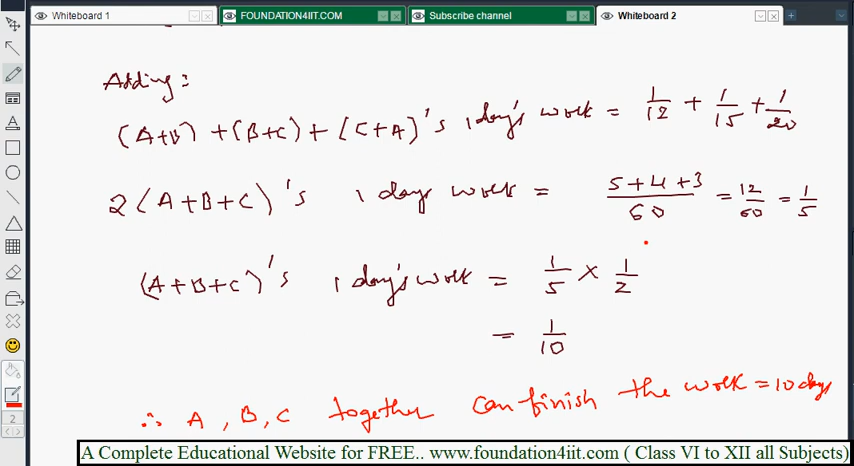 Whiteboard 1 FOUNDATION4IIT.COM Subscribe channel Whiteboard 2
Adding:
(A+B) + (B+C) + (C+A)'s 1 day's work = 1/12 + 1/15 + 1/20
2(A+B+C)'s 1 days work = 5+4+3/60 = 12/60 = 1/5
(A+B+C)'s 1 day's work = 1/5 × 1/2
= 1/10
∴ A, B, C together can finish the work = 10 days
2
A Complete Educational Website for FREE.. www.foundation4iit.com ( Class VI to XII all Subjects)